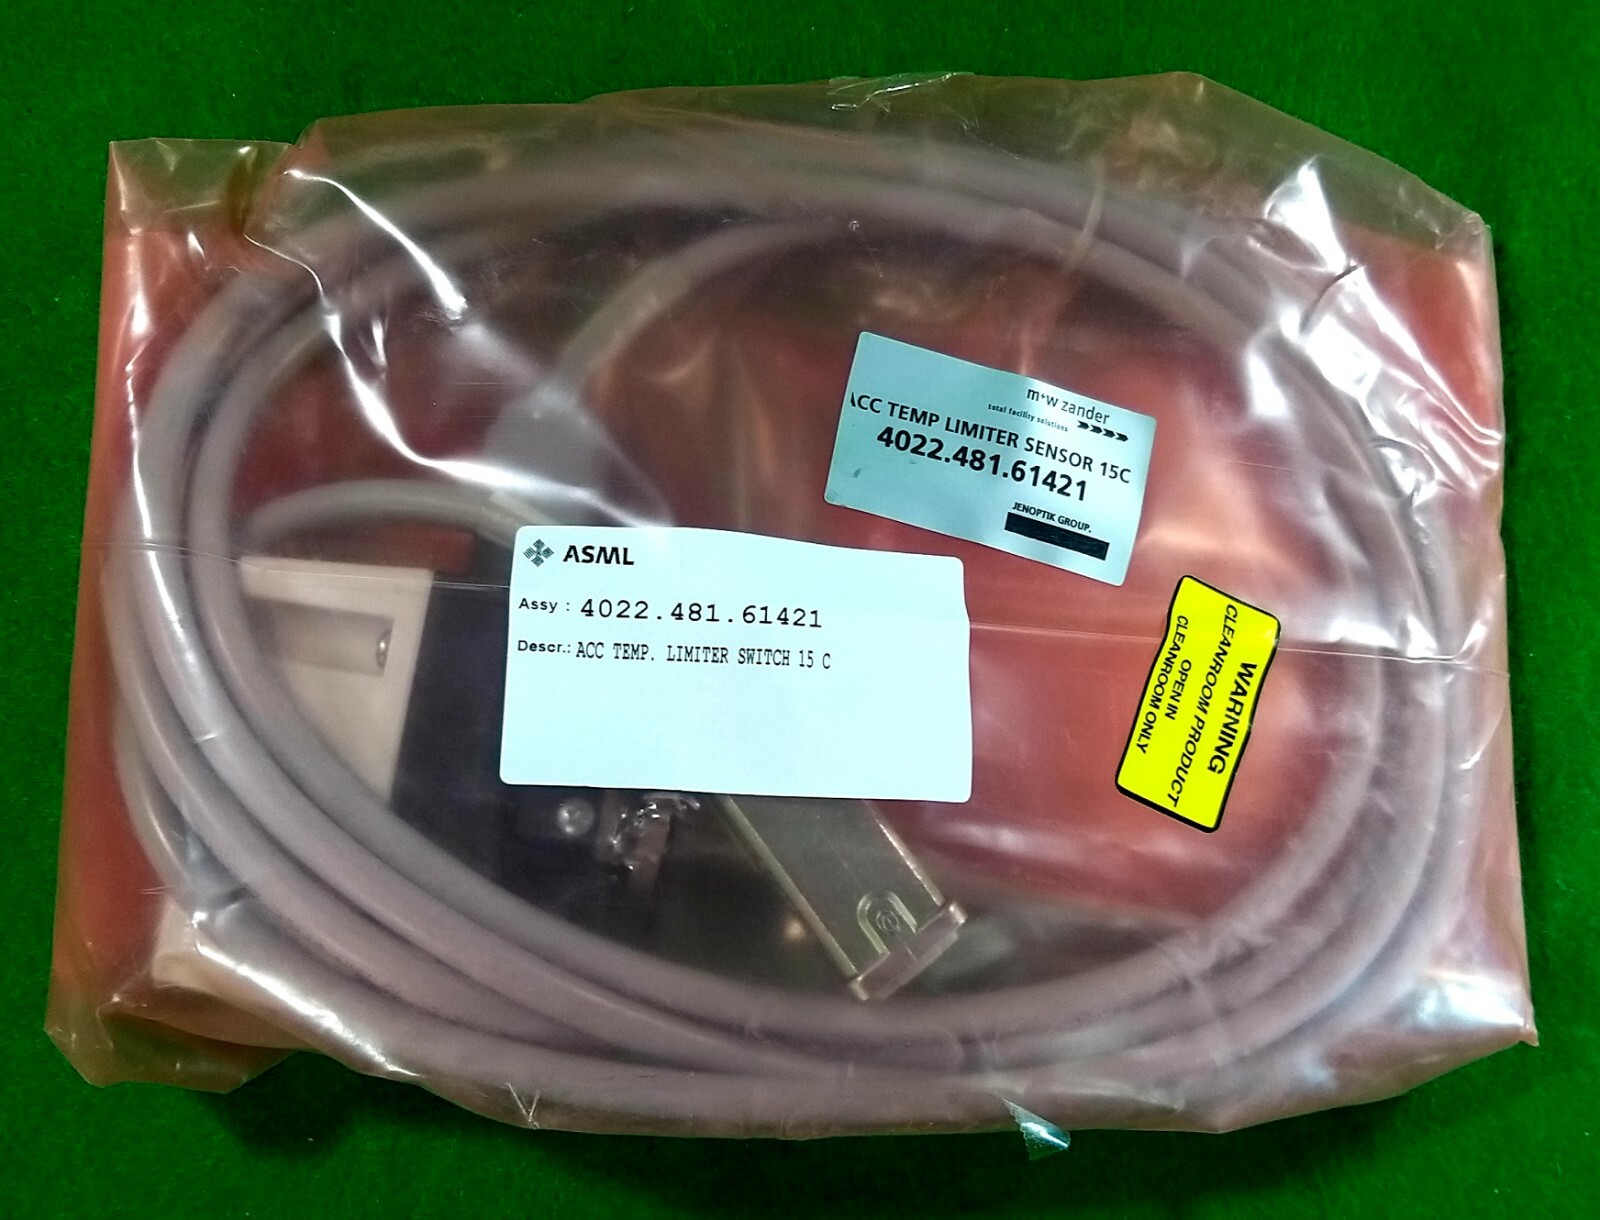 m+w zander
total facility solutions
ACC TEMP LIMITER SENSOR 15C
4022.481.61421
JENOPTIK GROUP.
ASML
Assy : 4022.481.61421
Descr.: ACC TEMP. LIMITER SWITCH 15 C
WARNING
CLEANROOM PRODUCT
OPEN IN
CLEANROOM ONLY